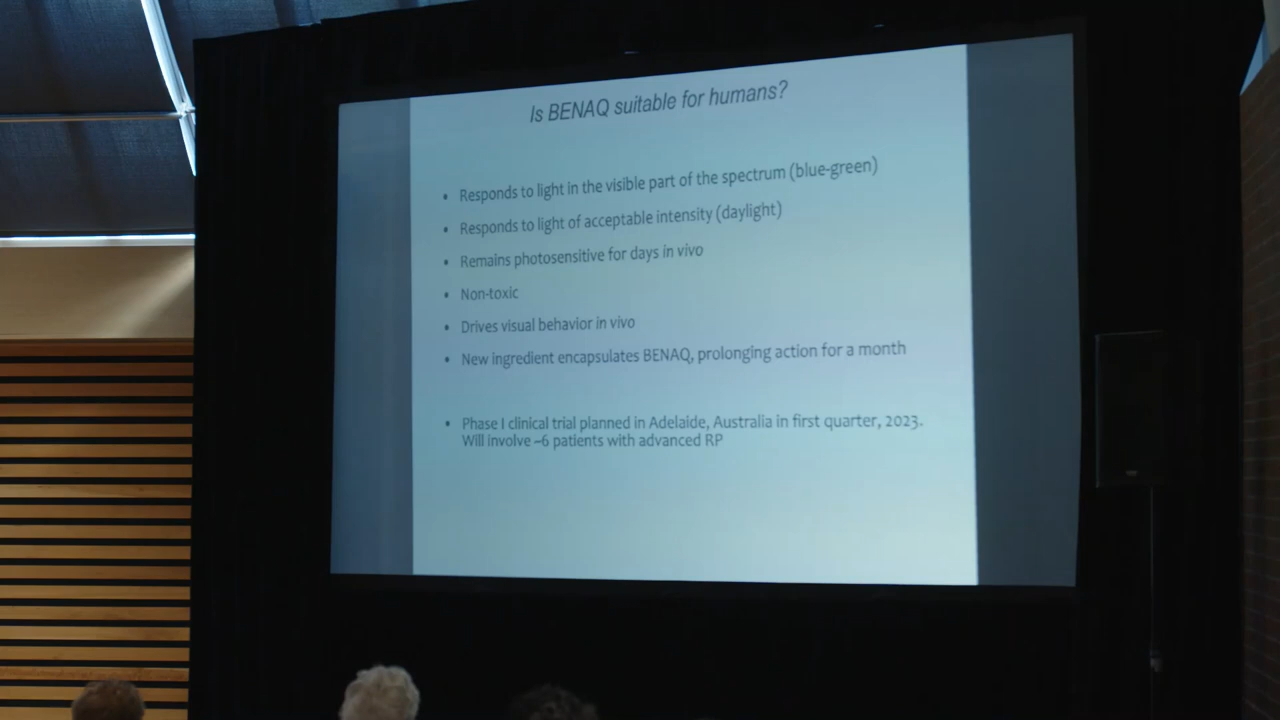 Is BENAQ suitable for humans?
• Responds to light in the visible part of the spectrum (blue-green)
• Responds to light of acceptable intensity (daylight)
• Remains photosensitive for days in vivo
• Non-toxic
• Drives visual behavior in vivo
• New ingredient encapsulates BENAQ, prolonging action for a month
• Phase I clinical trial planned in Adelaide, Australia in first quarter, 2023.
Will involve ~6 patients with advanced RP